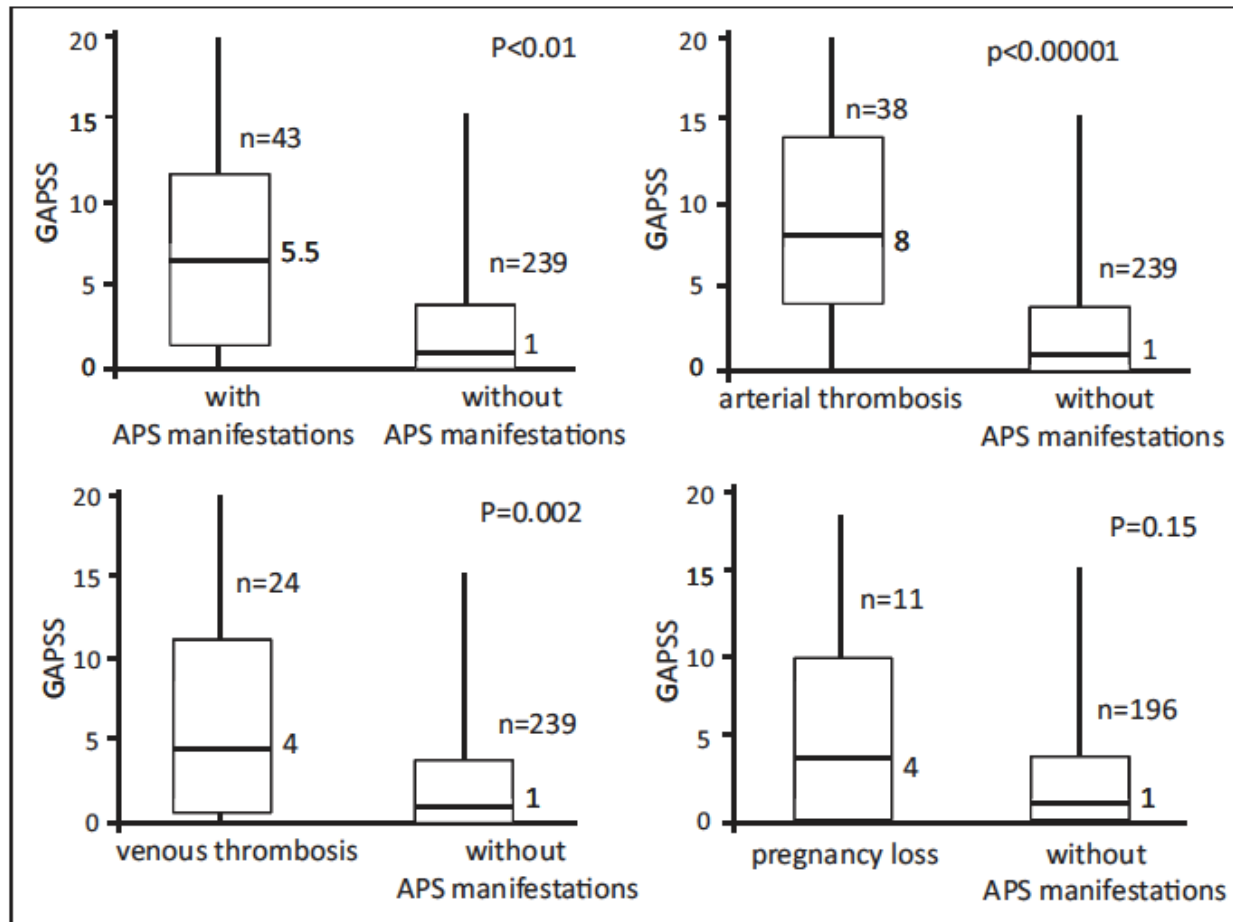 20
P<0.01
15
n=43
GAPSS
10
5.5
n=239
5
1
0
with
APS manifestations
without
APS manifestations
20
p<0.00001
15
n=38
GAPSS
10
8
n=239
5
1
0
arterial thrombosis
without
APS manifestations
20
P=0.002
15
n=24
GAPSS
10
n=239
5
4
1
0
venous thrombosis
without
APS manifestations
20
P=0.15
15
n=11
GAPSS
10
n=196
5
4
1
0
pregnancy loss
without
APS manifestations